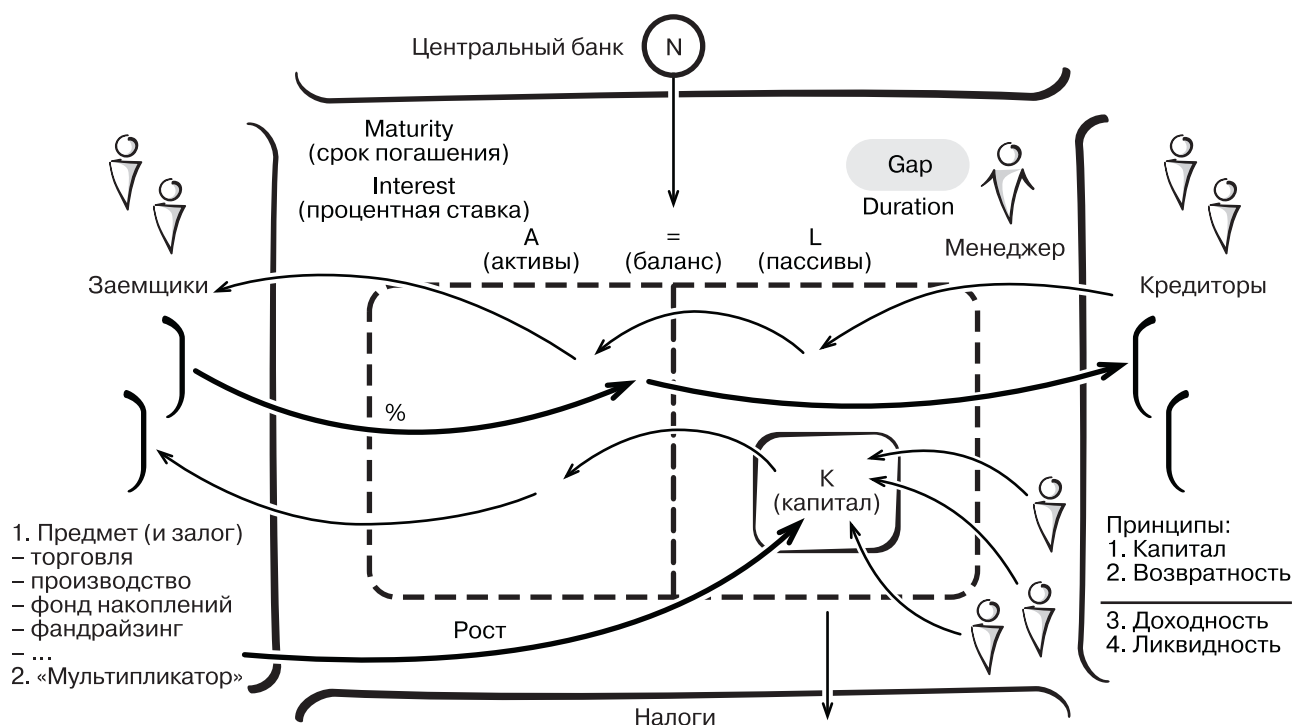 Центральный банк
N
Maturity
(срок погашения)
Interest
(процентная ставка)
Gap
Duration
Менеджер
A
(активы)
=
(баланс)
L
(пассивы)
Заемщики
Кредиторы
%
К
(капитал)
1. Предмет (и залог)
– торговля
– производство
– фонд накоплений
– фандрайзинг
– ...
2. «Мультипликатор»
Рост
Принципы:
1. Капитал
2. Возвратность
3. Доходность
4. Ликвидность
Налоги